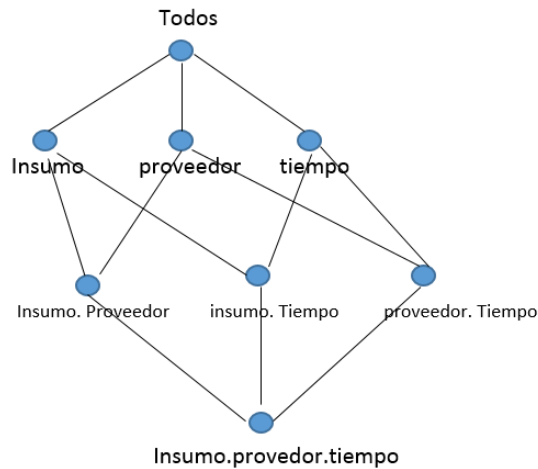 Todos
Insumo proveedor tiempo
Insumo. Proveedor insumo. Tiempo proveedor. Tiempo
Insumo.provedor.tiempo